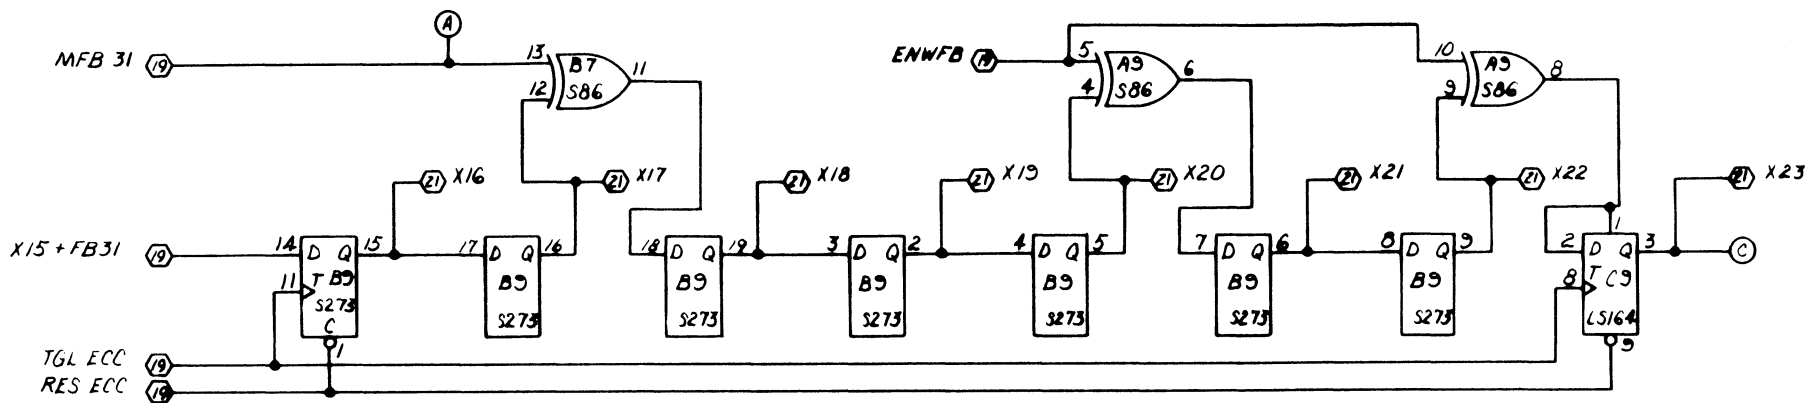 A
MFB 31 19
13 B7 11
12 S86
ENWFB 19
5 A9 6
4 S86
10 A9 8
9 S86
21 X16
21 X17
21 X18
21 X19
21 X20
21 X21
21 X22
21 X23
X15 + FB31 19
14 D Q 15
11 T B9
S273
C
1
17 D Q 16
B9
S273
18 D Q 19
B9
S273
3 D Q 2
B9
S273
4 D Q 5
B9
S273
7 D Q 6
B9
S273
8 D Q 9
B9
S273
1
2 D Q 3
8 T C9
LS164
9
C
TGL ECC 19
RES ECC 19